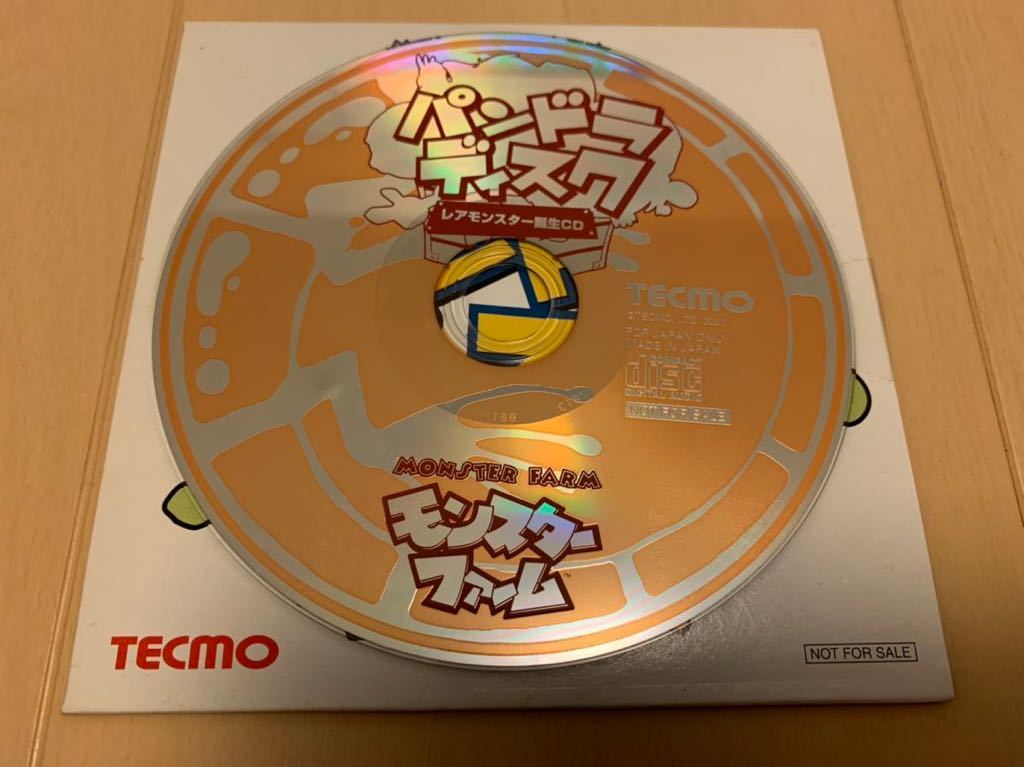 パンドラ
ディスク
レアモンスター誕生CD
TECMO
©TECMO, LTD. 2001
FOR JAPAN ONLY
MADE IN JAPAN
COMPACT
disc
DIGITAL AUDIO
NOT FOR SALE
MONSTER FARM
モンスター
ファーム™
TECMO
NOT FOR SALE